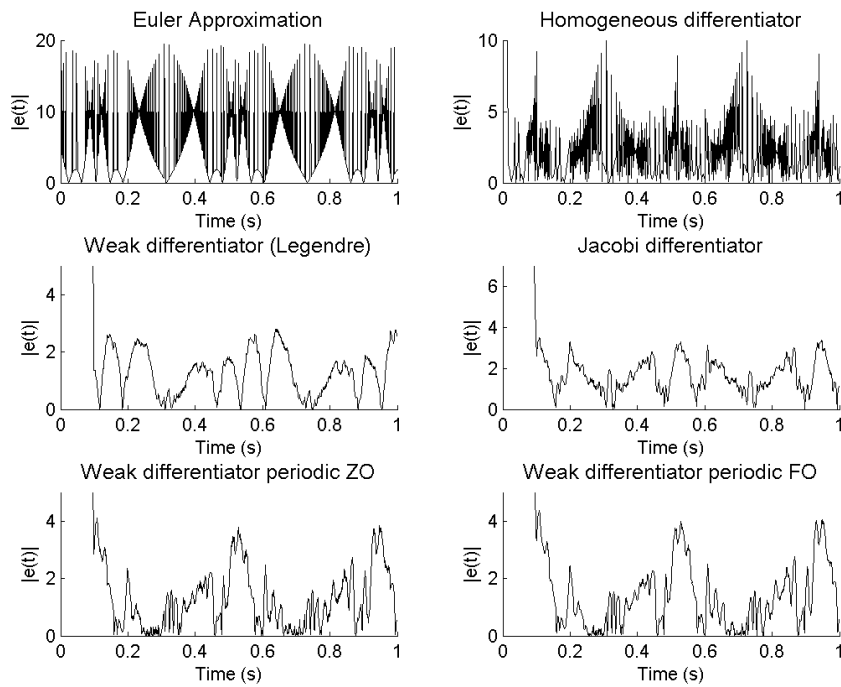 Euler Approximation
20
10
0
|e(t)|
0 0.2 0.4 0.6 0.8 1
Time (s)
Homogeneous differentiator
10
5
0
|e(t)|
0 0.2 0.4 0.6 0.8 1
Time (s)
Weak differentiator (Legendre)
4
2
0
|e(t)|
0 0.2 0.4 0.6 0.8 1
Time (s)
Jacobi differentiator
6
4
2
0
|e(t)|
0 0.2 0.4 0.6 0.8 1
Time (s)
Weak differentiator periodic ZO
4
2
0
|e(t)|
0 0.2 0.4 0.6 0.8 1
Time (s)
Weak differentiator periodic FO
4
2
0
|e(t)|
0 0.2 0.4 0.6 0.8 1
Time (s)